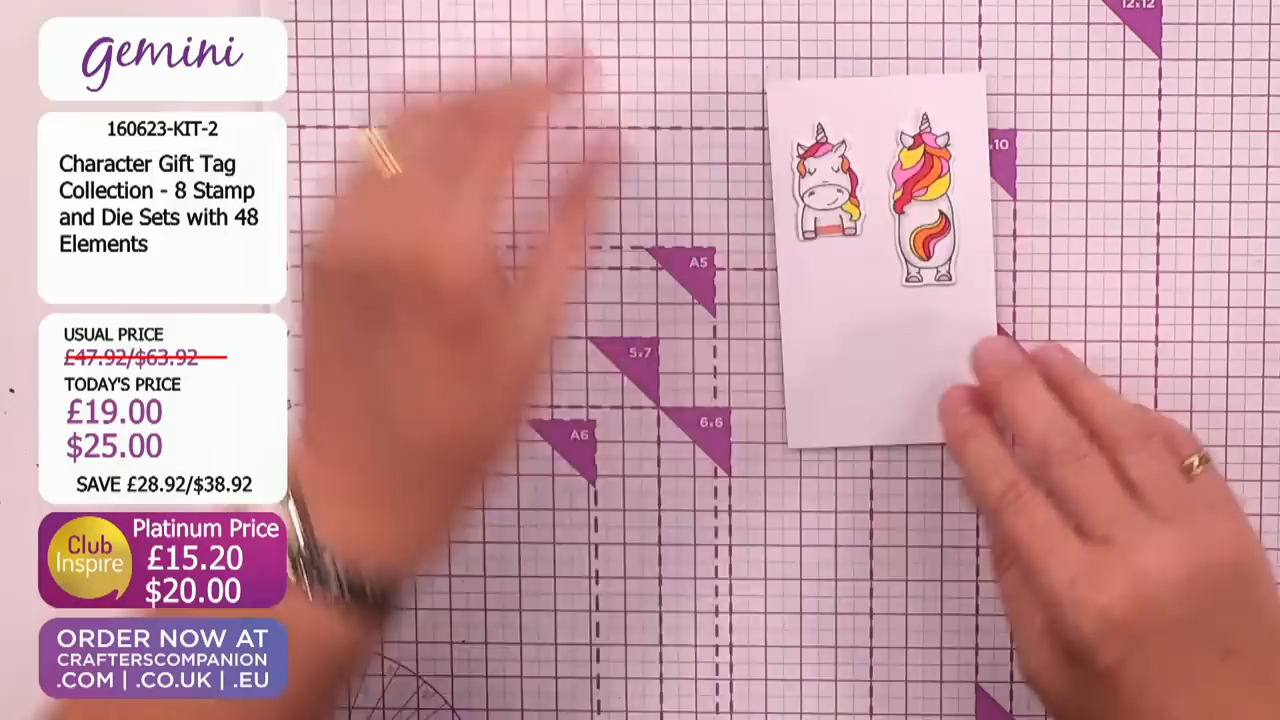 gemini
160623-KIT-2
Character Gift Tag
Collection - 8 Stamp
and Die Sets with 48
Elements
USUAL PRICE
£47.92/$63.92
TODAY'S PRICE
£19.00
$25.00
SAVE £28.92/$38.92
Club
Inspire
Platinum Price
£15.20
$20.00
ORDER NOW AT
CRAFTERSCOMPANION
.COM | .CO.UK | .EU
12x12
x10
A5
5x7
6x6
A6